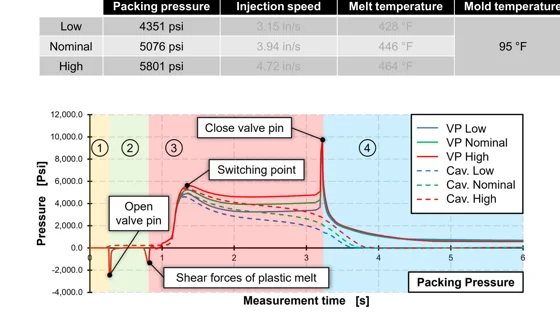 Packing pressure Injection speed Melt temperature Mold temperature
Low 4351 psi 3.15 in/s 428 °F
Nominal 5076 psi 3.94 in/s 446 °F 95 °F
High 5801 psi 4.72 in/s 464 °F
12,000.0
10,000.0
8,000.0
6,000.0
4,000.0
2,000.0
0.0
-2,000.0
-4,000.0
Pressure [Psi]
1 2 3 4
Close valve pin
Switching point
Open
valve pin
Shear forces of plastic melt
VP Low
VP Nominal
VP High
Cav. Low
Cav. Nominal
Cav. High
0 1 2 3 4 5 6
Packing Pressure
Measurement time [s]